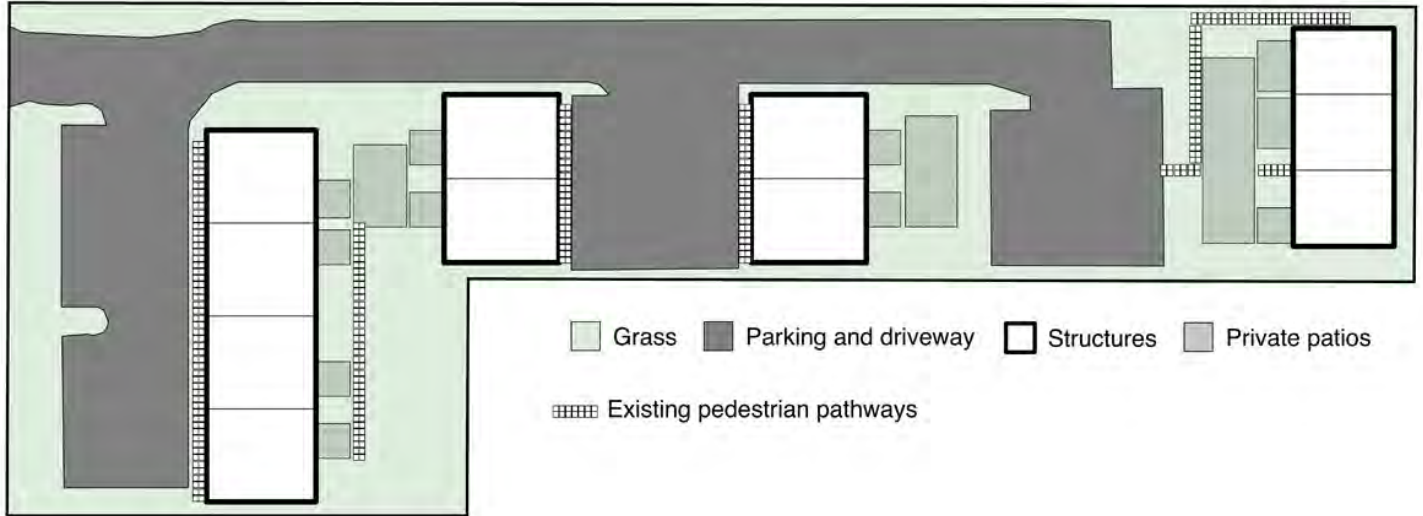 Grass Parking and driveway Structures Private patios
Existing pedestrian pathways